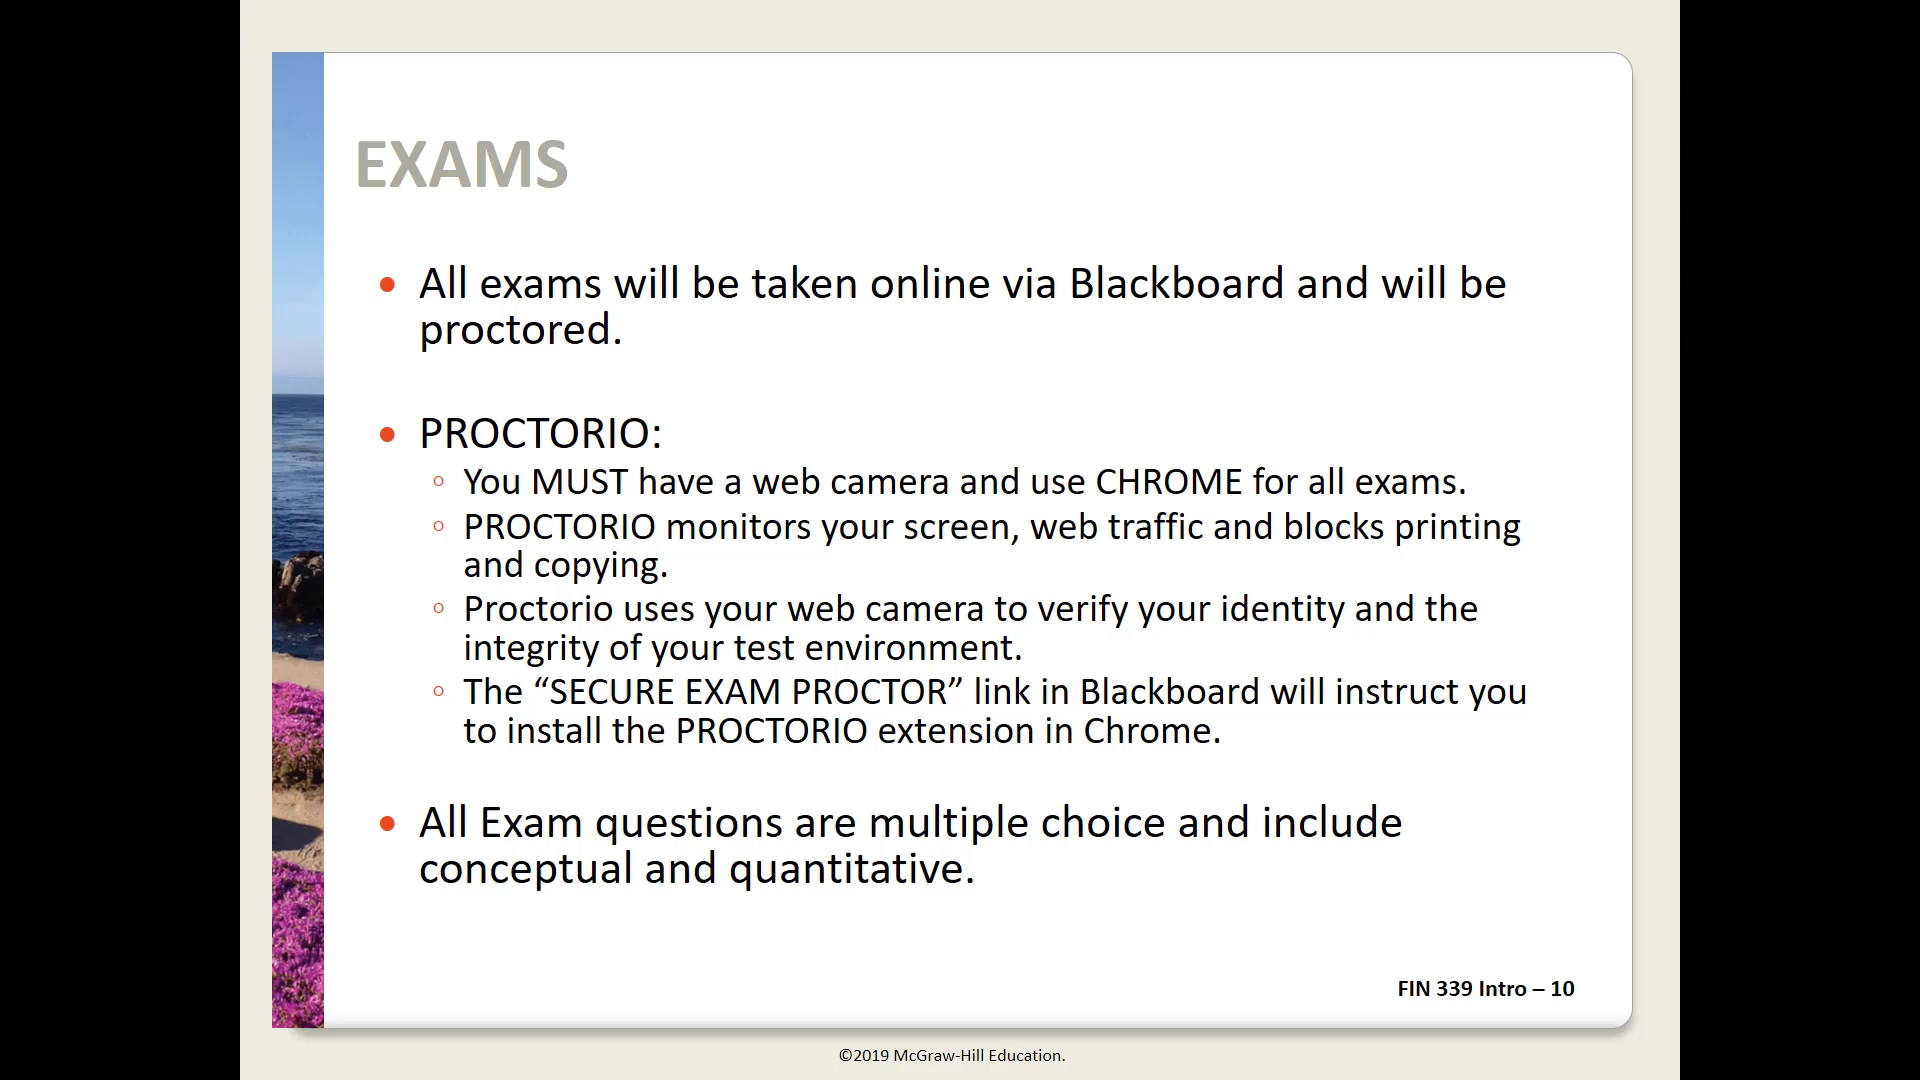 EXAMS
• All exams will be taken online via Blackboard and will be
proctored.
• PROCTORIO:
◦ You MUST have a web camera and use CHROME for all exams.
◦ PROCTORIO monitors your screen, web traffic and blocks printing
and copying.
◦ Proctorio uses your web camera to verify your identity and the
integrity of your test environment.
◦ The “SECURE EXAM PROCTOR” link in Blackboard will instruct you
to install the PROCTORIO extension in Chrome.
• All Exam questions are multiple choice and include
conceptual and quantitative.
FIN 339 Intro – 10
©2019 McGraw-Hill Education.